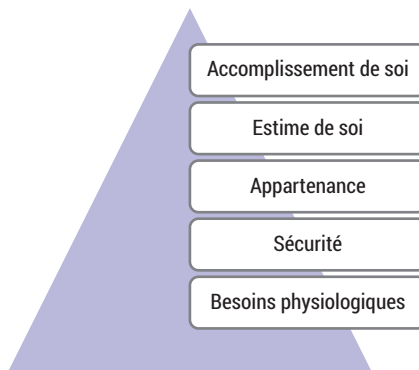 Accomplissement de soi
Estime de soi
Appartenance
Sécurité
Besoins physiologiques